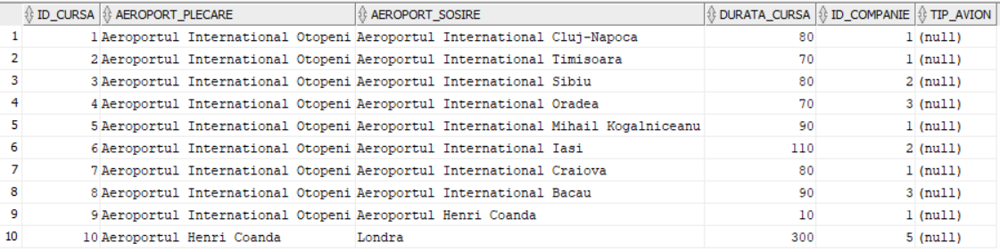 ID_CURSA AEROPORT_PLECARE AEROPORT_SOSIRE DURATA_CURSA ID_COMPANIE TIP_AVION
1 1 Aeroportul International Otopeni Aeroportul International Cluj-Napoca 80 1 (null)
2 2 Aeroportul International Otopeni Aeroportul International Timisoara 70 1 (null)
3 3 Aeroportul International Otopeni Aeroportul International Sibiu 80 2 (null)
4 4 Aeroportul International Otopeni Aeroportul International Oradea 70 3 (null)
5 5 Aeroportul International Otopeni Aeroportul International Mihail Kogalniceanu 90 1 (null)
6 6 Aeroportul International Otopeni Aeroportul International Iasi 110 2 (null)
7 7 Aeroportul International Otopeni Aeroportul International Craiova 80 1 (null)
8 8 Aeroportul International Otopeni Aeroportul International Bacau 90 3 (null)
9 9 Aeroportul International Otopeni Aeroportul Henri Coanda 10 1 (null)
10 10 Aeroportul Henri Coanda Londra 300 5 (null)